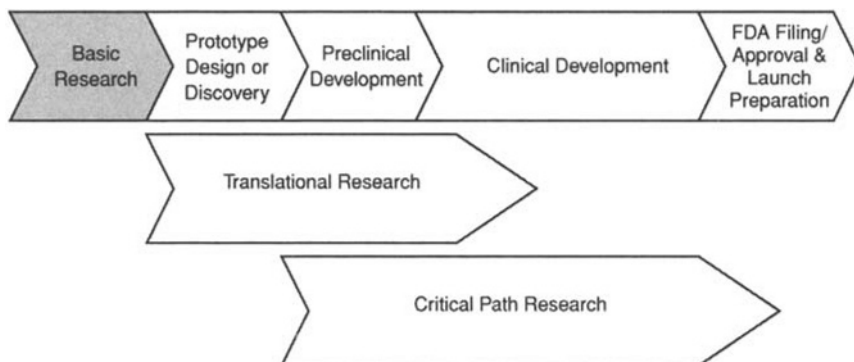 Basic
Research
Prototype
Design or
Discovery
Preclinical
Development
Clinical Development
FDA Filing/
Approval &
Launch
Preparation
Translational Research
Critical Path Research